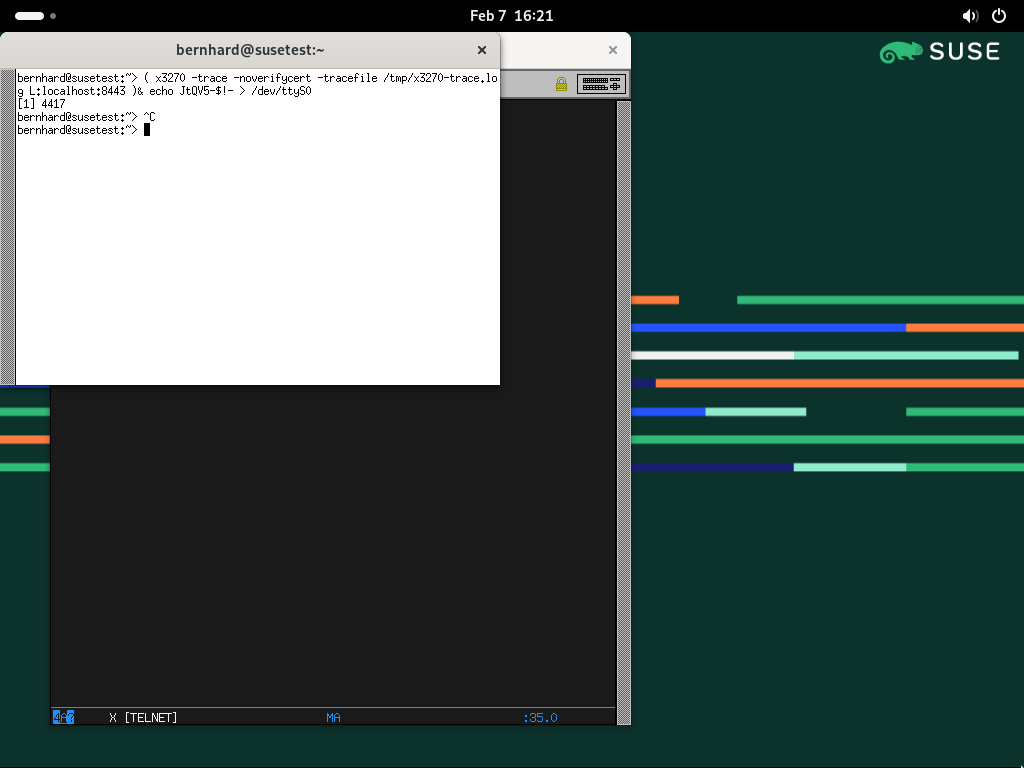 Feb 7 16:21
bernhard@susetest:~
SUSE
bernhard@susetest:~> ( x3270 -trace -noverifycert -tracefile /tmp/x3270-trace.lo
g L:localhost:8443 )& echo JtQV5-$!- > /dev/ttyS0
[1] 4417
bernhard@susetest:~> ^C
bernhard@susetest:~>
4A? X [TELNET] MA :35.0